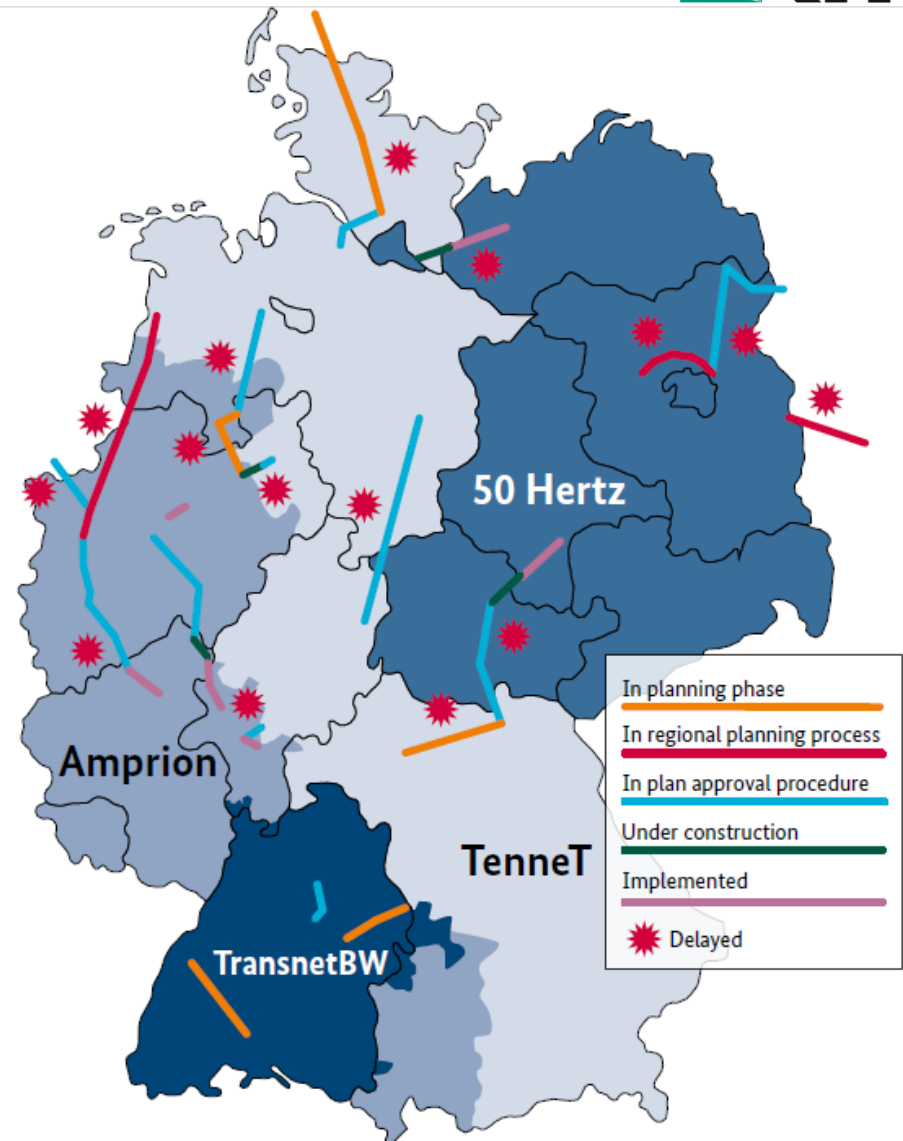 50 Hertz
Amprion
TenneT
TransnetBW
In planning phase
In regional planning process
In plan approval procedure
Under construction
Implemented
Delayed